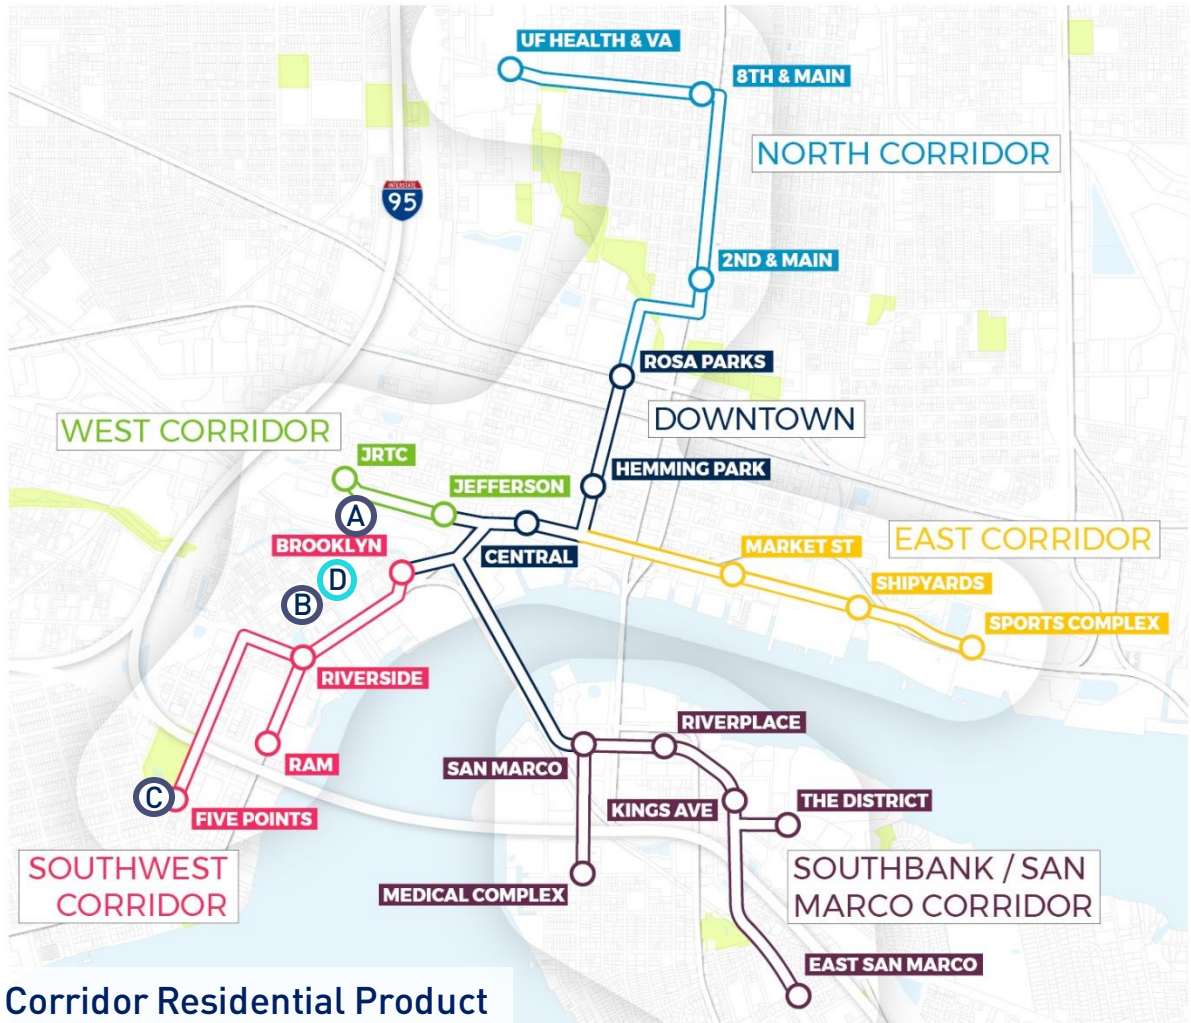 UF HEALTH & VA
8TH & MAIN
NORTH CORRIDOR
INTERSTATE
95
2ND & MAIN
ROSA PARKS
WEST CORRIDOR
DOWNTOWN
JRTC
HEMMING PARK
JEFFERSON
A
EAST CORRIDOR
BROOKLYN
CENTRAL
MARKET ST
D
SHIPYARDS
B
SPORTS COMPLEX
RIVERSIDE
RIVERPLACE
RAM
SAN MARCO
C
THE DISTRICT
KINGS AVE
FIVE POINTS
SOUTHWEST
CORRIDOR
SOUTHBANK / SAN
MARCO CORRIDOR
MEDICAL COMPLEX
EAST SAN MARCO
Corridor Residential Product